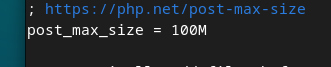 ; https://php.net/post-max-size
post_max_size = 100M